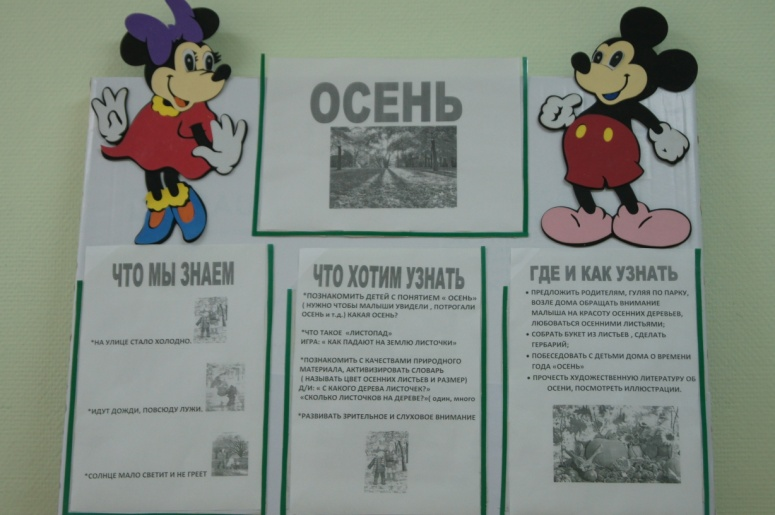 ОСЕНЬ
ЧТО МЫ ЗНАЕМ
*НА УЛИЦЕ СТАЛО ХОЛОДНО.
*ИДУТ ДОЖДИ, ПОВСЮДУ ЛУЖИ.
*СОЛНЦЕ МАЛО СВЕТИТ И НЕ ГРЕЕТ
ЧТО ХОТИМ УЗНАТЬ
*ПОЗНАКОМИТЬ ДЕТЕЙ С ПОНЯТИЕМ « ОСЕНЬ»
( НУЖНО ЧТОБЫ МАЛЫШИ УВИДЕЛИ , ПОТРОГАЛИ
ОСЕНЬ и т.д.) КАКАЯ ОСЕНЬ?
*ЧТО ТАКОЕ «ЛИСТОПАД»
ИГРА: « КАК ПАДАЮТ НА ЗЕМЛЮ ЛИСТОЧКИ»
*ПОЗНАКОМИТЬ С КАЧЕСТВАМИ ПРИРОДНОГО
МАТЕРИАЛА, АКТИВИЗИРОВАТЬ СЛОВАРЬ
( НАЗЫВАТЬ ЦВЕТ ОСЕННИХ ЛИСТЬЕВ И РАЗМЕР)
Д/И: « С КАКОГО ДЕРЕВА ЛИСТОЧЕК?»
«СКОЛЬКО ЛИСТОЧКОВ НА ДЕРЕВЕ?»( один, много
*РАЗВИВАТЬ ЗРИТЕЛЬНОЕ И СЛУХОВОЕ ВНИМАНИЕ
ГДЕ И КАК УЗНАТЬ
• ПРЕДЛОЖИТЬ РОДИТЕЛЯМ, ГУЛЯЯ ПО ПАРКУ,
ВОЗЛЕ ДОМА ОБРАЩАТЬ ВНИМАНИЕ
МАЛЫША НА КРАСОТУ ОСЕННИХ ДЕРЕВЬЕВ,
ЛЮБОВАТЬСЯ ОСЕННИМИ ЛИСТЬЯМИ;
• СОБРАТЬ БУКЕТ ИЗ ЛИСТЬЕВ , СДЕЛАТЬ
ГЕРБАРИЙ;
• ПОБЕСЕДОВАТЬ С ДЕТЬМИ ДОМА О ВРЕМЕНИ
ГОДА «ОСЕНЬ»
• ПРОЧЕСТЬ ХУДОЖЕСТВЕННУЮ ЛИТЕРАТУРУ ОБ
ОСЕНИ, ПОСМОТРЕТЬ ИЛЛЮСТРАЦИИ.